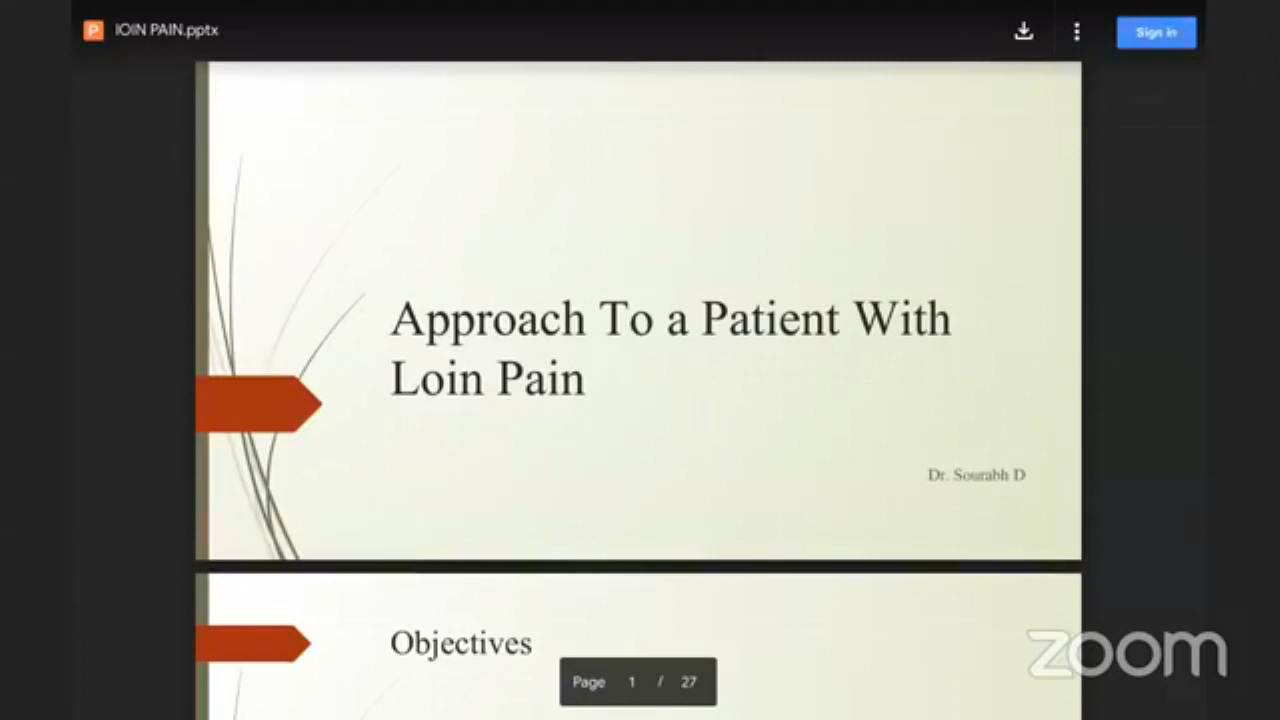 IOIN PAIN.pptx
Sign in
Approach To a Patient With
Loin Pain
Dr. Sourabh D
Objectives
Page 1 / 27
zoom